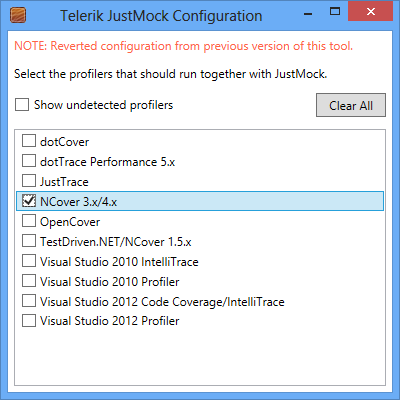 Telerik JustMock Configuration
NOTE: Reverted configuration from previous version of this tool.
Select the profilers that should run together with JustMock.
Show undetected profilers
Clear All
dotCover
dotTrace Performance 5.x
JustTrace
NCover 3.x/4.x
OpenCover
TestDriven.NET/NCover 1.5.x
Visual Studio 2010 IntelliTrace
Visual Studio 2010 Profiler
Visual Studio 2012 Code Coverage/IntelliTrace
Visual Studio 2012 Profiler